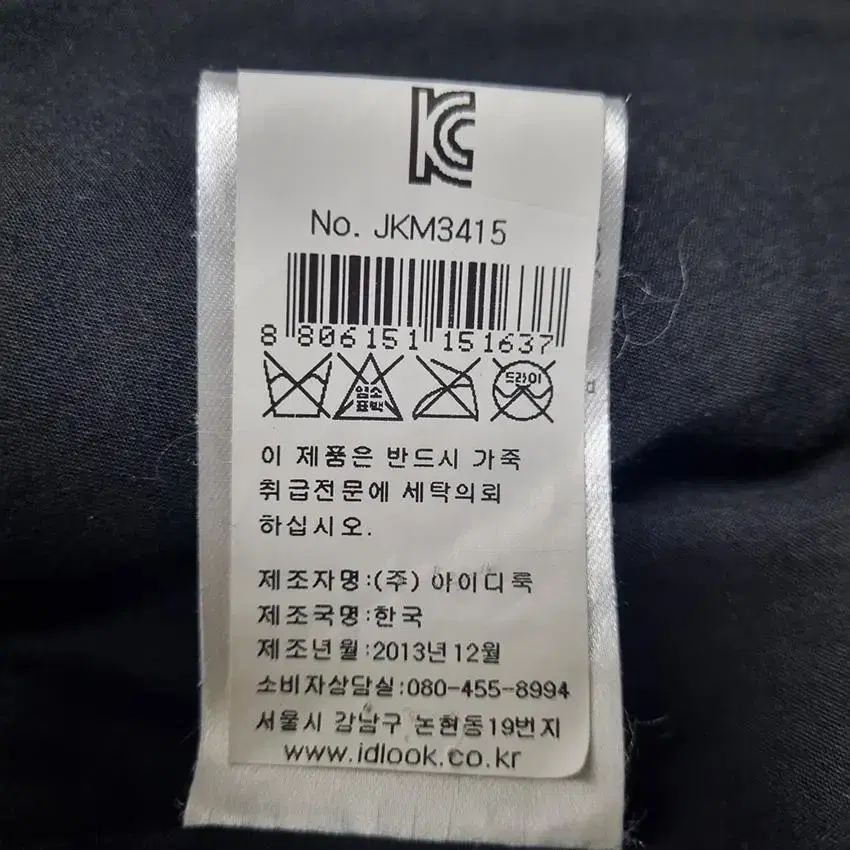 KC
No. JKM3415
8 806151 151637
염소
표백
드라이
이 제품은 반드시 가죽
취급전문에 세탁의뢰
하십시오.
제조자명:(주) 아이디룩
제조국명:한국
제조년월:2013년12월
소비자상담실:080-455-8994
서울시 강남구 논현동19번지
www.idlook.co.kr